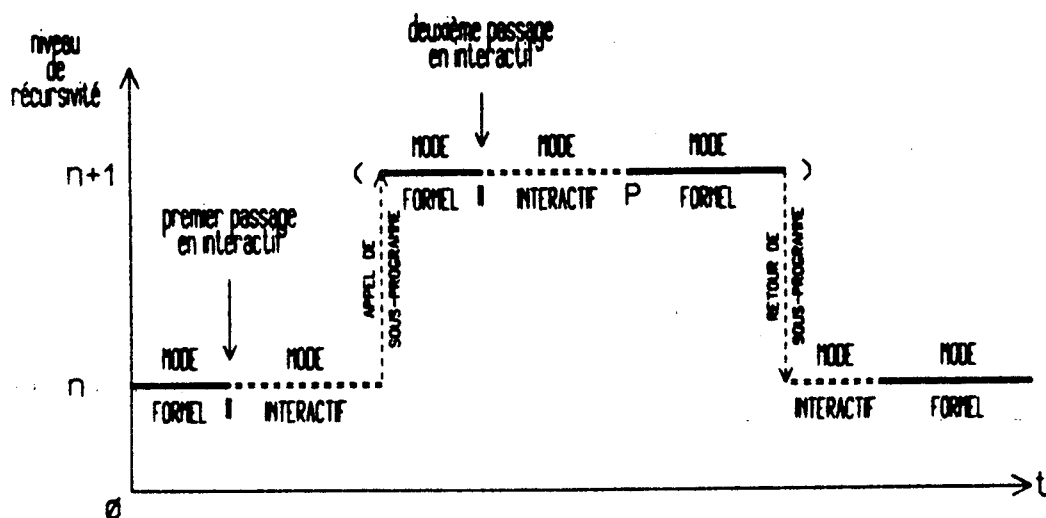 niveau
de
récursivité
deuxième passage
en interactif
MODE
MODE
MODE
n+1
(
)
FORMEL
I
INTERACTIF
P
FORMEL
premier passage
en interactif
APPEL DE
SOUS-PROGRAMME
RETOUR DE
SOUS-PROGRAMME
MODE
MODE
MODE
MODE
n
FORMEL
I
INTERACTIF
INTERACTIF
FORMEL
Ø
t